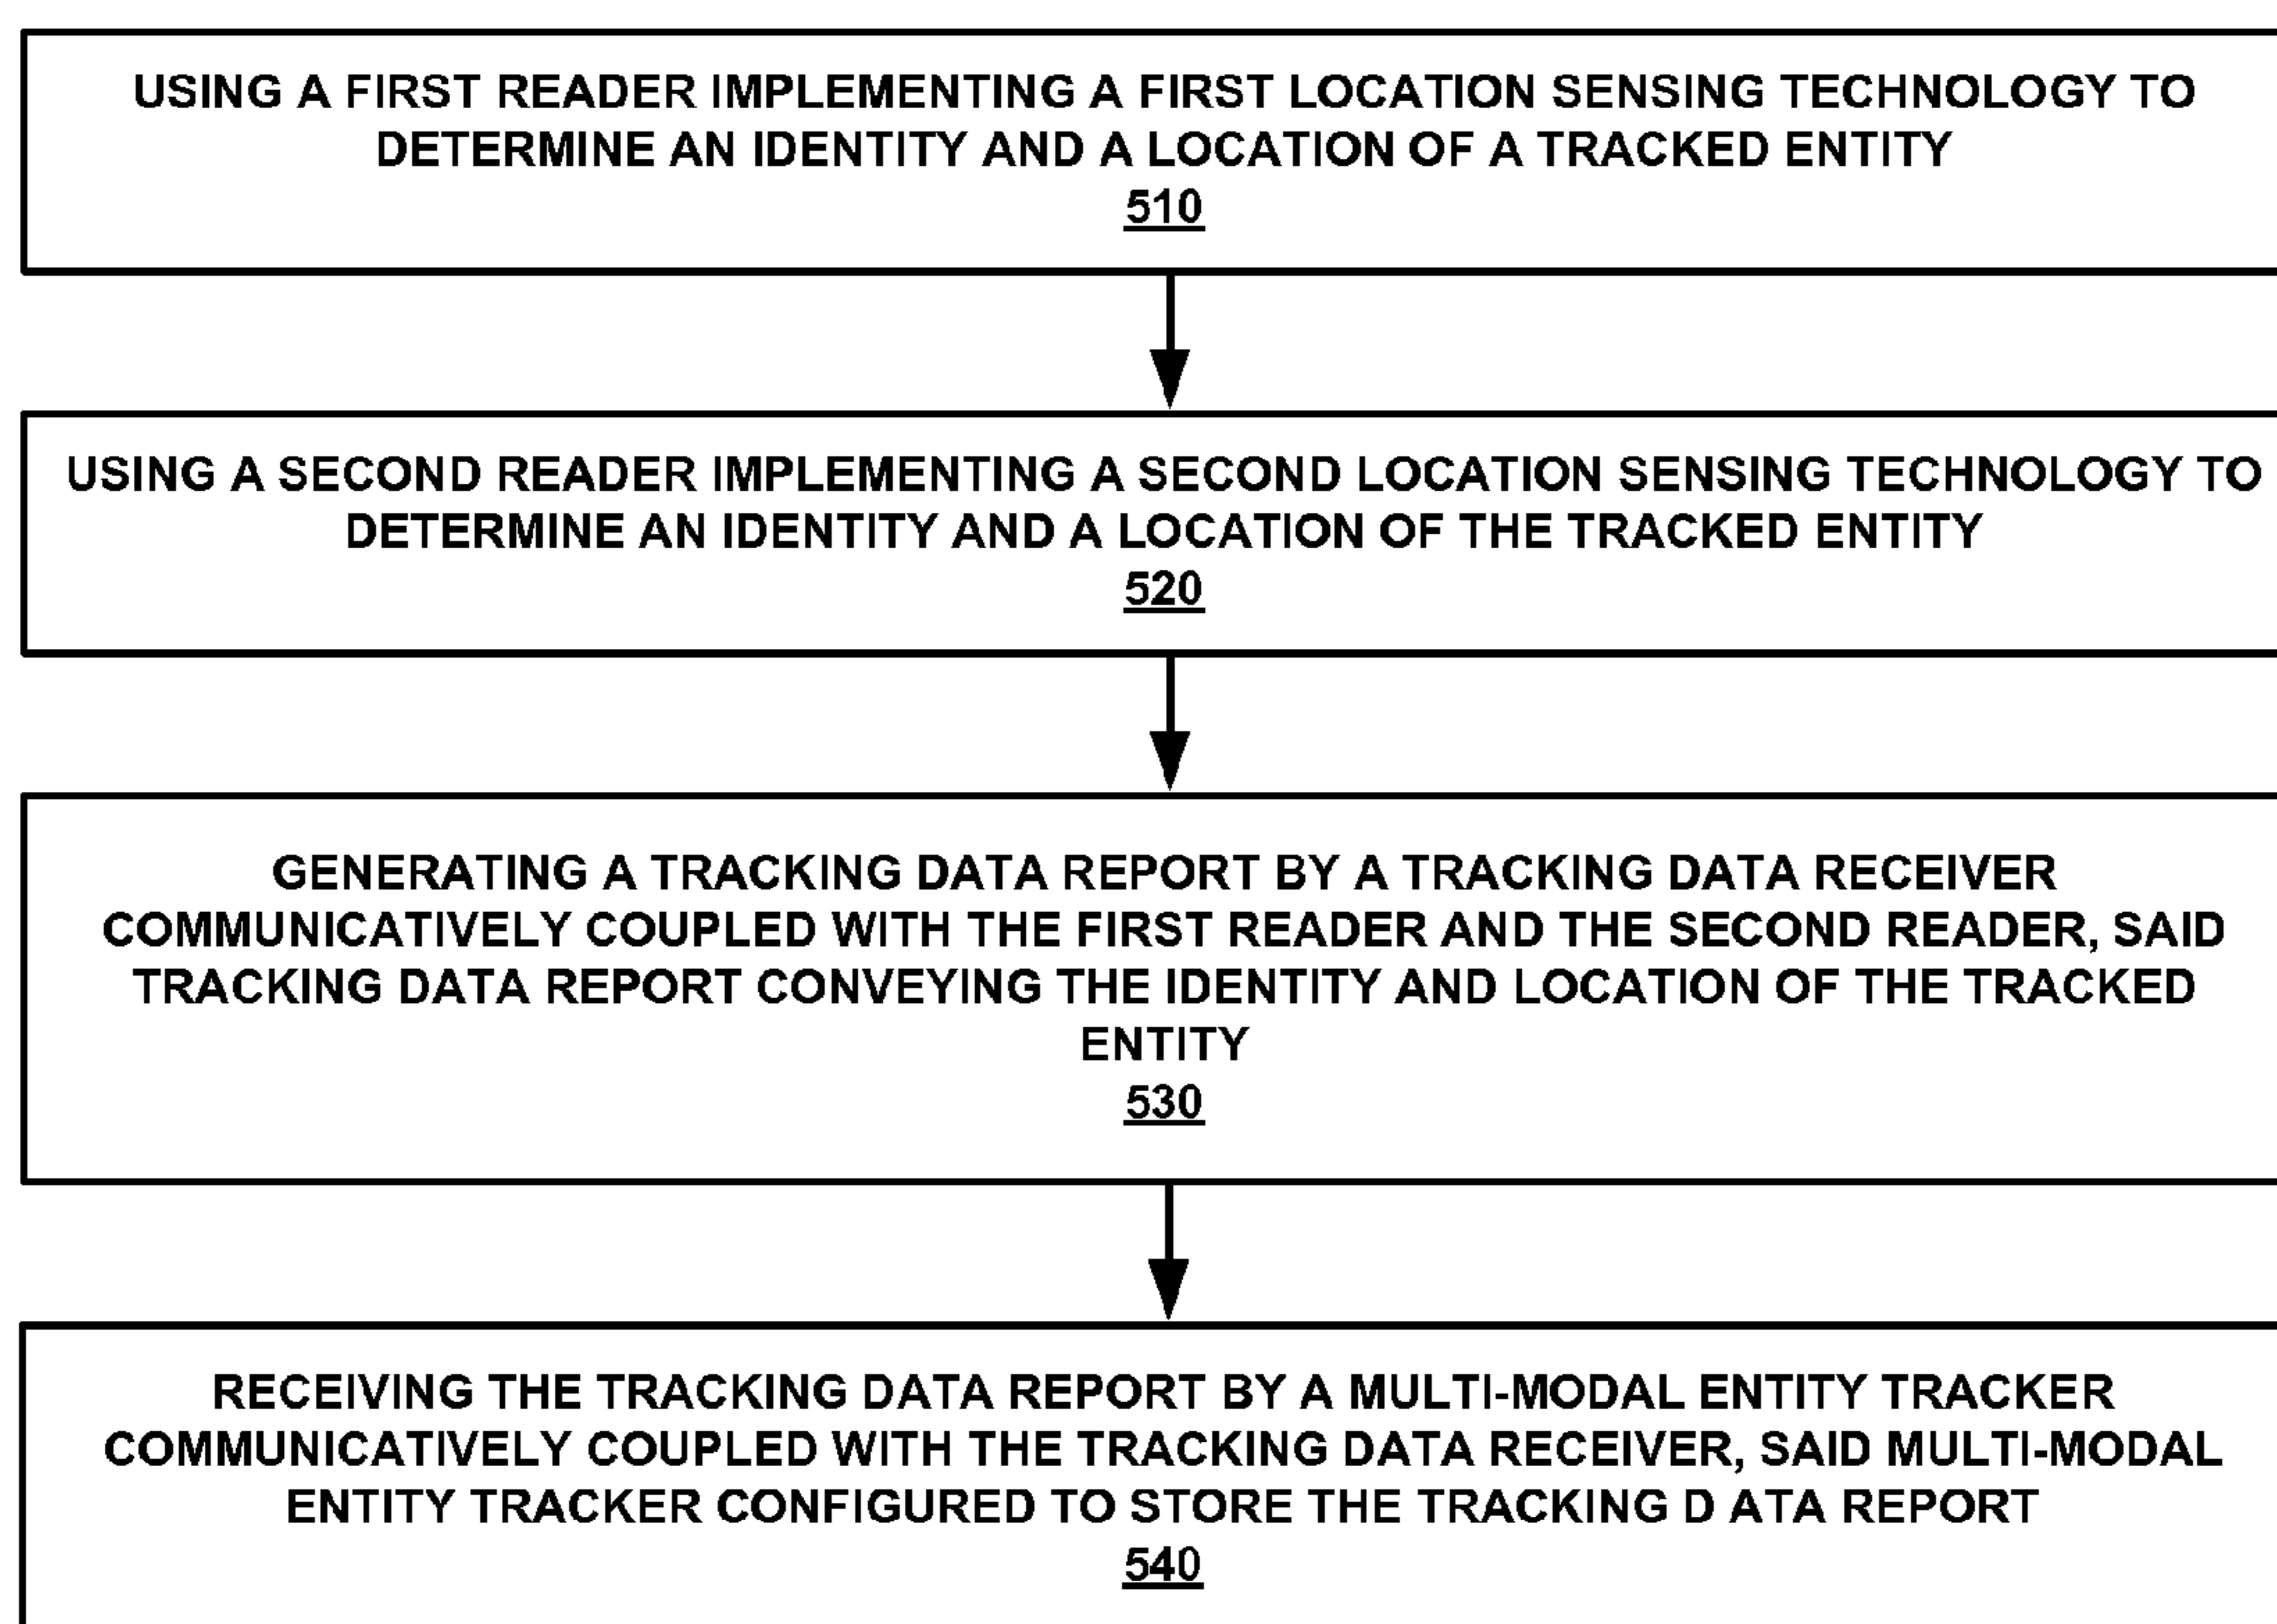 USING A FIRST READER IMPLEMENTING A FIRST LOCATION SENSING TECHNOLOGY TO
DETERMINE AN IDENTITY AND A LOCATION OF A TRACKED ENTITY
510
USING A SECOND READER IMPLEMENTING A SECOND LOCATION SENSING TECHNOLOGY TO
DETERMINE AN IDENTITY AND A LOCATION OF THE TRACKED ENTITY
520
GENERATING A TRACKING DATA REPORT BY A TRACKING DATA RECEIVER
COMMUNICATIVELY COUPLED WITH THE FIRST READER AND THE SECOND READER, SAID
TRACKING DATA REPORT CONVEYING THE IDENTITY AND LOCATION OF THE TRACKED
ENTITY
530
RECEIVING THE TRACKING DATA REPORT BY A MULTI-MODAL ENTITY TRACKER
COMMUNICATIVELY COUPLED WITH THE TRACKING DATA RECEIVER, SAID MULTI-MODAL
ENTITY TRACKER CONFIGURED TO STORE THE TRACKING D ATA REPORT
540